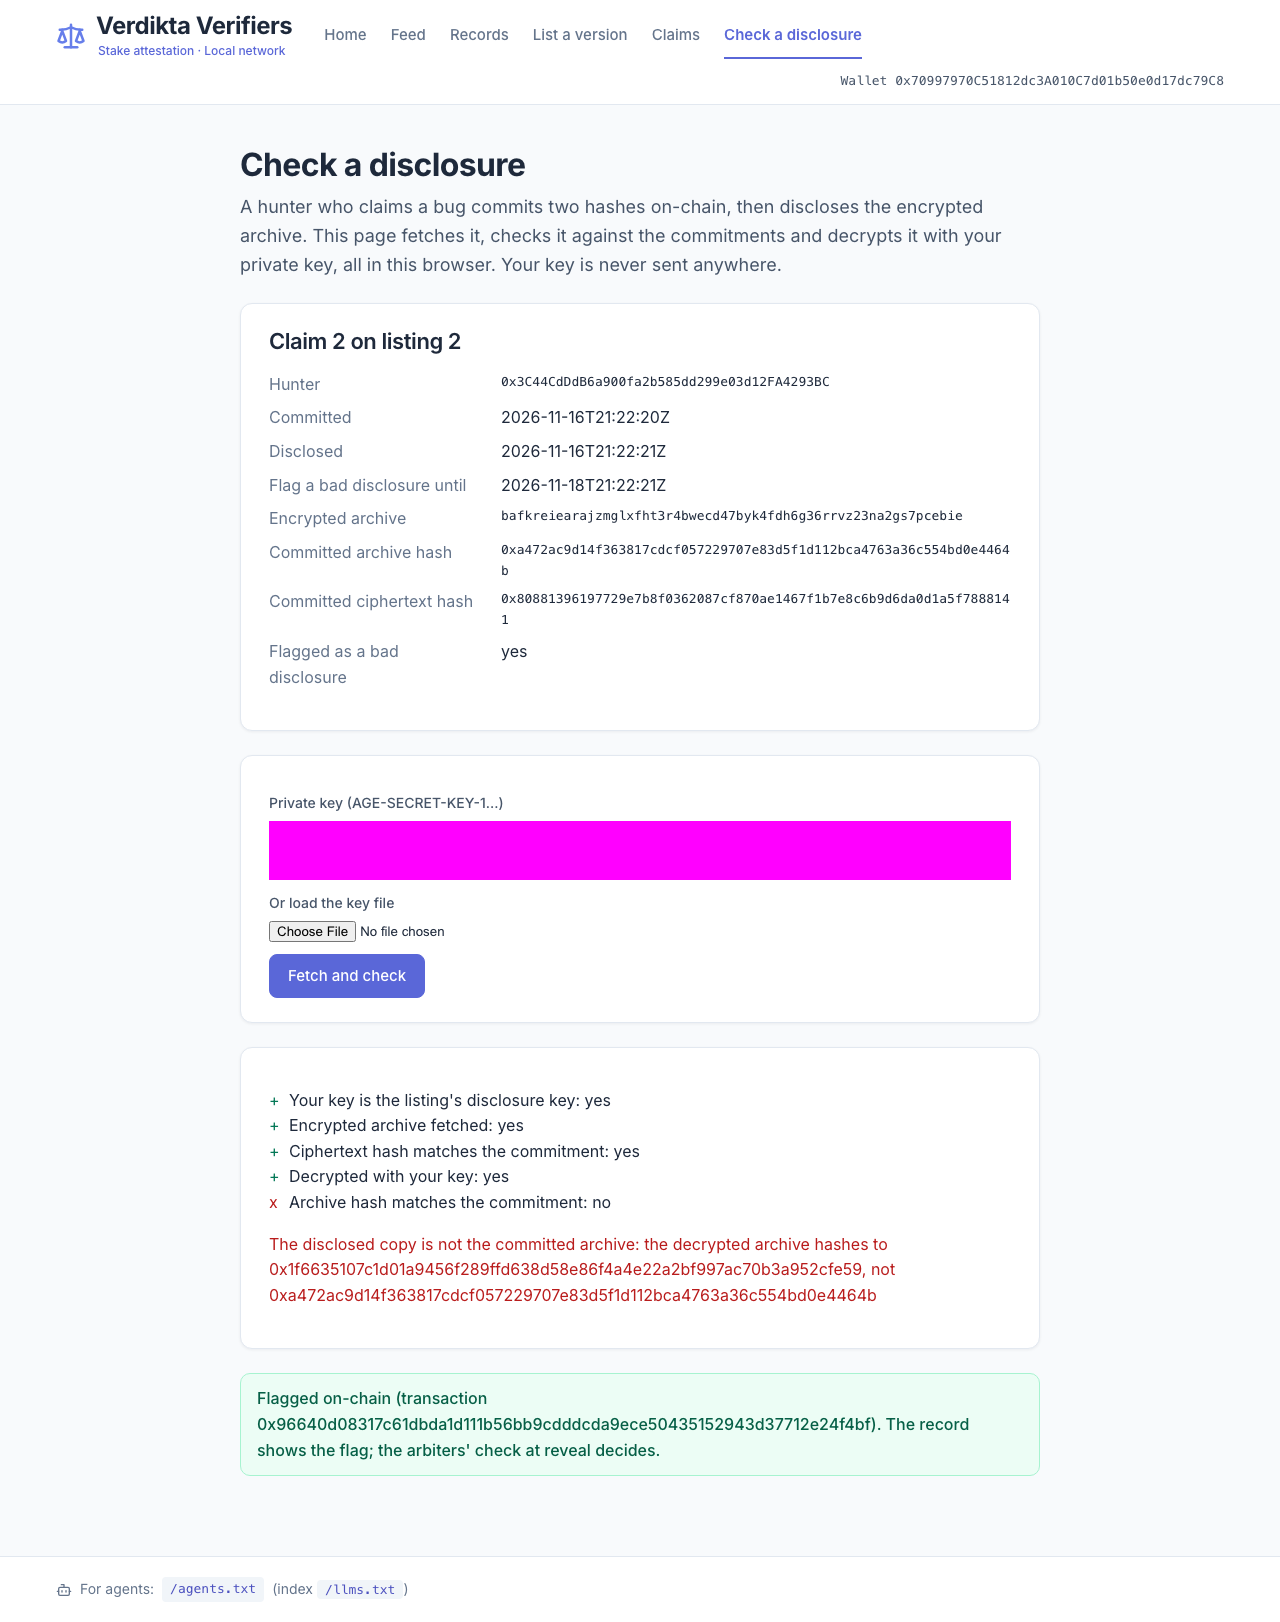 Verdikta Verifiers
Stake attestation · Local network
Home
Feed
Records
List a version
Claims
Check a disclosure
Wallet 0x70997970C51812dc3A010C7d01b50e0d17dc79C8
Check a disclosure
A hunter who claims a bug commits two hashes on-chain, then discloses the encrypted
archive. This page fetches it, checks it against the commitments and decrypts it with your
private key, all in this browser. Your key is never sent anywhere.
Claim 2 on listing 2
Hunter
0x3C44CdDdB6a900fa2b585dd299e03d12FA4293BC
Committed
2026-11-16T21:22:20Z
Disclosed
2026-11-16T21:22:21Z
Flag a bad disclosure until
2026-11-18T21:22:21Z
Encrypted archive
bafkreiearajzmglxfht3r4bwecd47byk4fdh6g36rrvz23na2gs7pcebie
Committed archive hash
0xa472ac9d14f363817cdcf057229707e83d5f1d112bca4763a36c554bd0e4464
b
Committed ciphertext hash
0x80881396197729e7b8f0362087cf870ae1467f1b7e8c6b9d6da0d1a5f788814
1
Flagged as a bad
disclosure
yes
Private key (AGE-SECRET-KEY-1...)
Or load the key file
Choose File No file chosen
Fetch and check
+ Your key is the listing's disclosure key: yes
+ Encrypted archive fetched: yes
+ Ciphertext hash matches the commitment: yes
+ Decrypted with your key: yes
x Archive hash matches the commitment: no
The disclosed copy is not the committed archive: the decrypted archive hashes to
0x1f6635107c1d01a9456f289ffd638d58e86f4a4e22a2bf997ac70b3a952cfe59, not
0xa472ac9d14f363817cdcf057229707e83d5f1d112bca4763a36c554bd0e4464b
Flagged on-chain (transaction
0x96640d08317c61dbda1d111b56bb9cdddcda9ece50435152943d37712e24f4bf). The record
shows the flag; the arbiters' check at reveal decides.
For agents: /agents.txt (index /llms.txt)